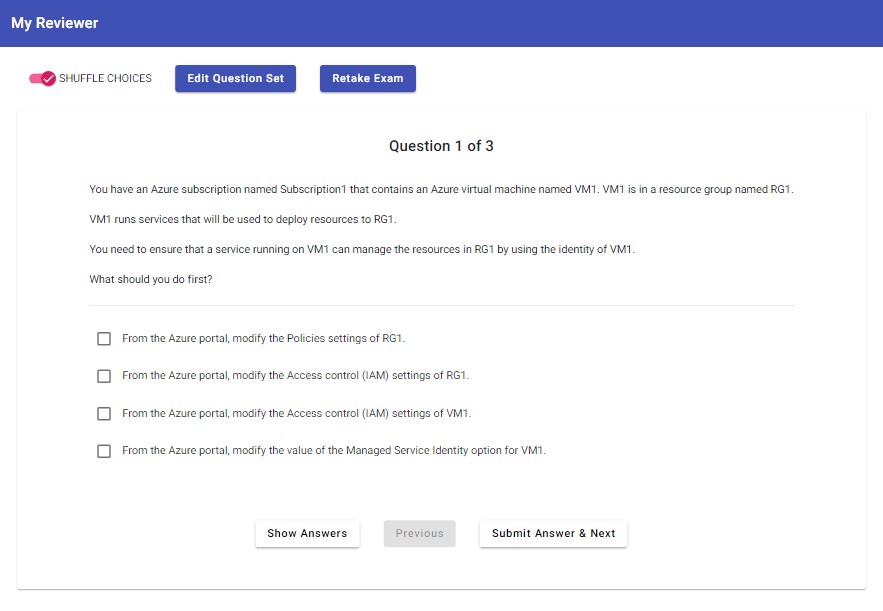 My Reviewer
SHUFFLE CHOICES
Edit Question Set
Retake Exam
Question 1 of 3
You have an Azure subscription named Subscription1 that contains an Azure virtual machine named VM1. VM1 is in a resource group named RG1.
VM1 runs services that will be used to deploy resources to RG1.
You need to ensure that a service running on VM1 can manage the resources in RG1 by using the identity of VM1.
What should you do first?
From the Azure portal, modify the Policies settings of RG1.
From the Azure portal, modify the Access control (IAM) settings of RG1.
From the Azure portal, modify the Access control (IAM) settings of VM1.
From the Azure portal, modify the value of the Managed Service Identity option for VM1.
Show Answers
Previous
Submit Answer & Next